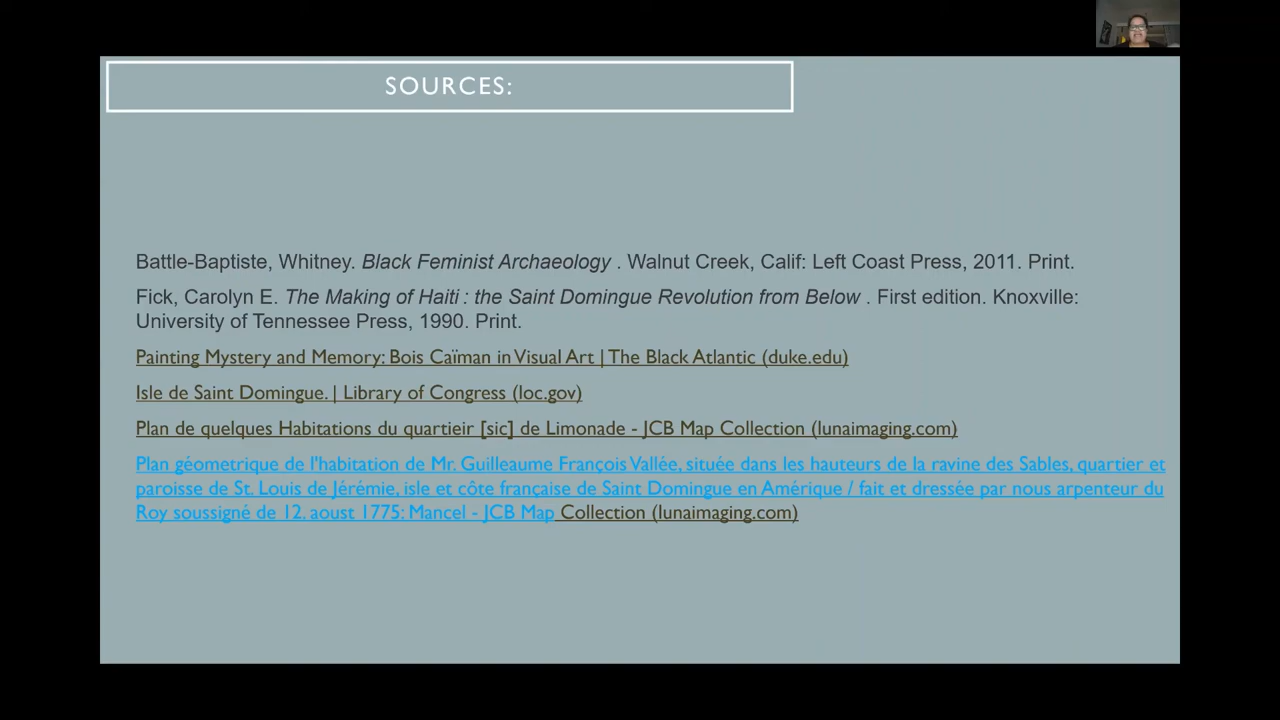 SOURCES:
Battle-Baptiste, Whitney. Black Feminist Archaeology . Walnut Creek, Calif: Left Coast Press, 2011. Print.
Fick, Carolyn E. The Making of Haiti : the Saint Domingue Revolution from Below . First edition. Knoxville:
University of Tennessee Press, 1990. Print.
Painting Mystery and Memory: Bois Caïman in Visual Art | The Black Atlantic (duke.edu)
Isle de Saint Domingue. | Library of Congress (loc.gov)
Plan de quelques Habitations du quartieir [sic] de Limonade - JCB Map Collection (lunaimaging.com)
Plan géometrique de l'habitation de Mr. Guilleaume François Vallée, située dans les hauteurs de la ravine des Sables, quartier et
paroisse de St. Louis de Jérémie, isle et côte française de Saint Domingue en Amérique / fait et dressée par nous arpenteur du
Roy soussigné de 12, aoust 1775: Mancel - JCB Map Collection (lunaimaging.com)